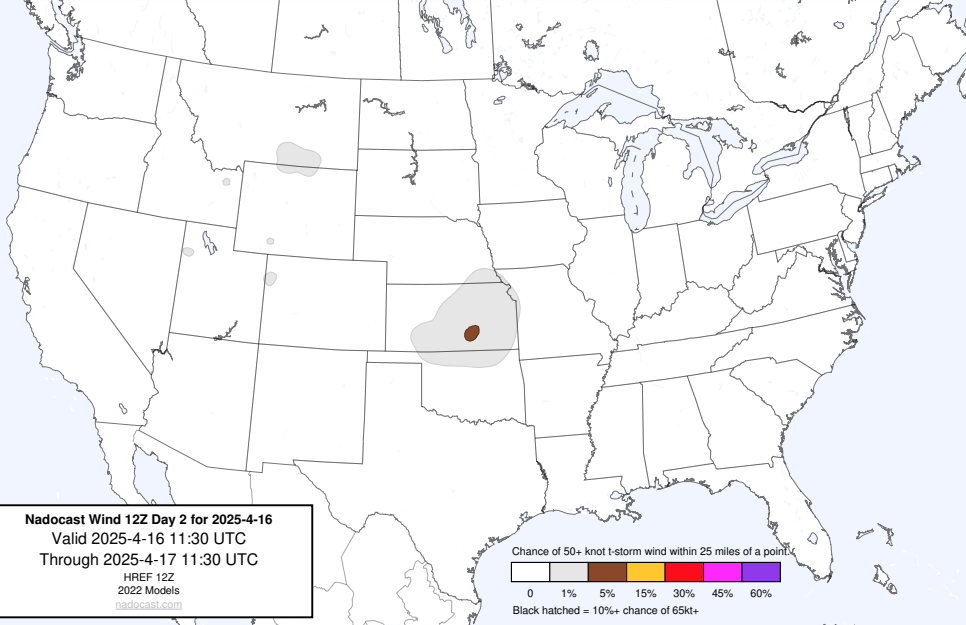 Nadocast Wind 12Z Day 2 for 2025-4-16
Valid 2025-4-16 11:30 UTC
Through 2025-4-17 11:30 UTC
HREF 12Z
2022 Models
nadocast.com
Chance of 50+ knot t-storm wind within 25 miles of a point.
0 1% 5% 15% 30% 45% 60%
Black hatched = 10%+ chance of 65kt+